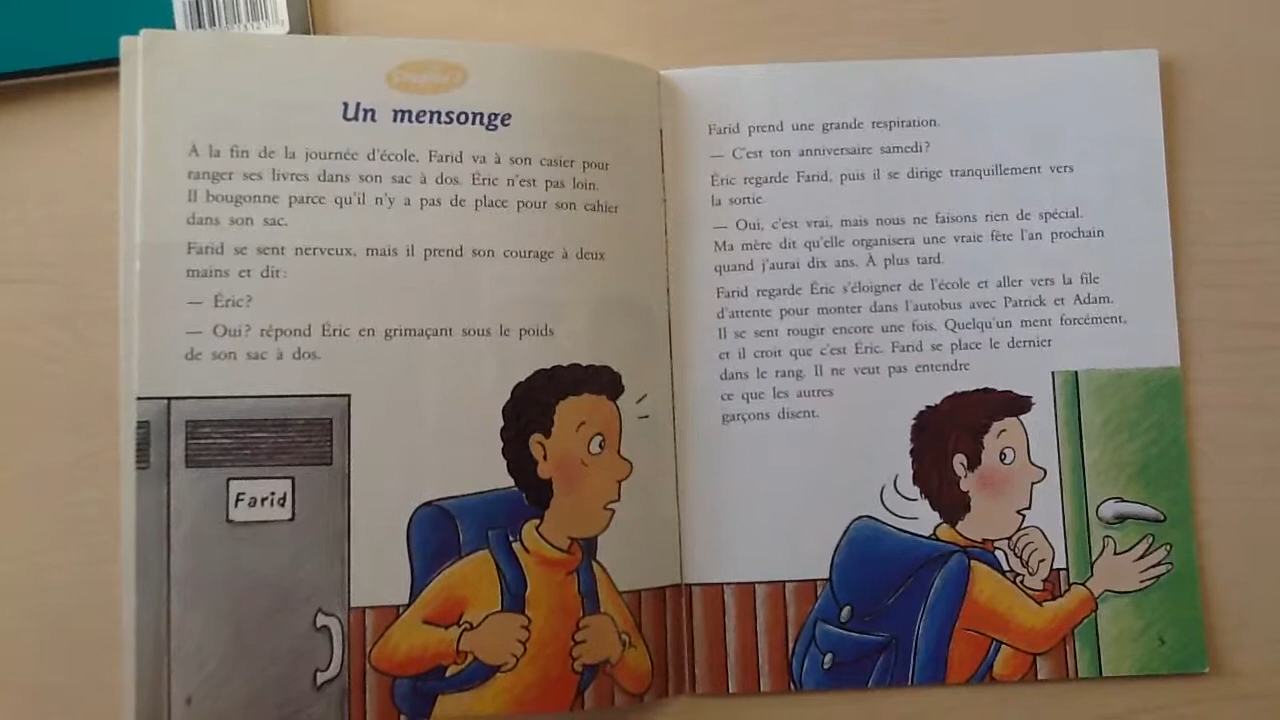 Un mensonge
À la fin de la journée d'école, Farid va à son casier pour
ranger ses livres dans son sac à dos. Éric n'est pas loin.
Il bougonne parce qu'il n'y a pas de place pour son cahier
dans son sac.
Farid se sent nerveux, mais il prend son courage à deux
mains et dit :
— Éric?
— Oui? répond Éric en grimaçant sous le poids
de son sac à dos.
Farid
Farid prend une grande respiration.
— C'est ton anniversaire samedi?
Éric regarde Farid, puis il se dirige tranquillement vers
la sortie.
— Oui, c'est vrai, mais nous ne faisons rien de spécial.
Ma mère dit qu'elle organisera une vraie fête l'an prochain
quand j'aurai dix ans. À plus tard.
Farid regarde Éric s'éloigner de l'école et aller vers la file
d'attente pour monter dans l'autobus avec Patrick et Adam.
Il se sent rougir encore une fois. Quelqu'un ment forcément,
et il croit que c'est Éric. Farid se place le dernier
dans le rang. Il ne veut pas entendre
ce que les autres
garçons disent.